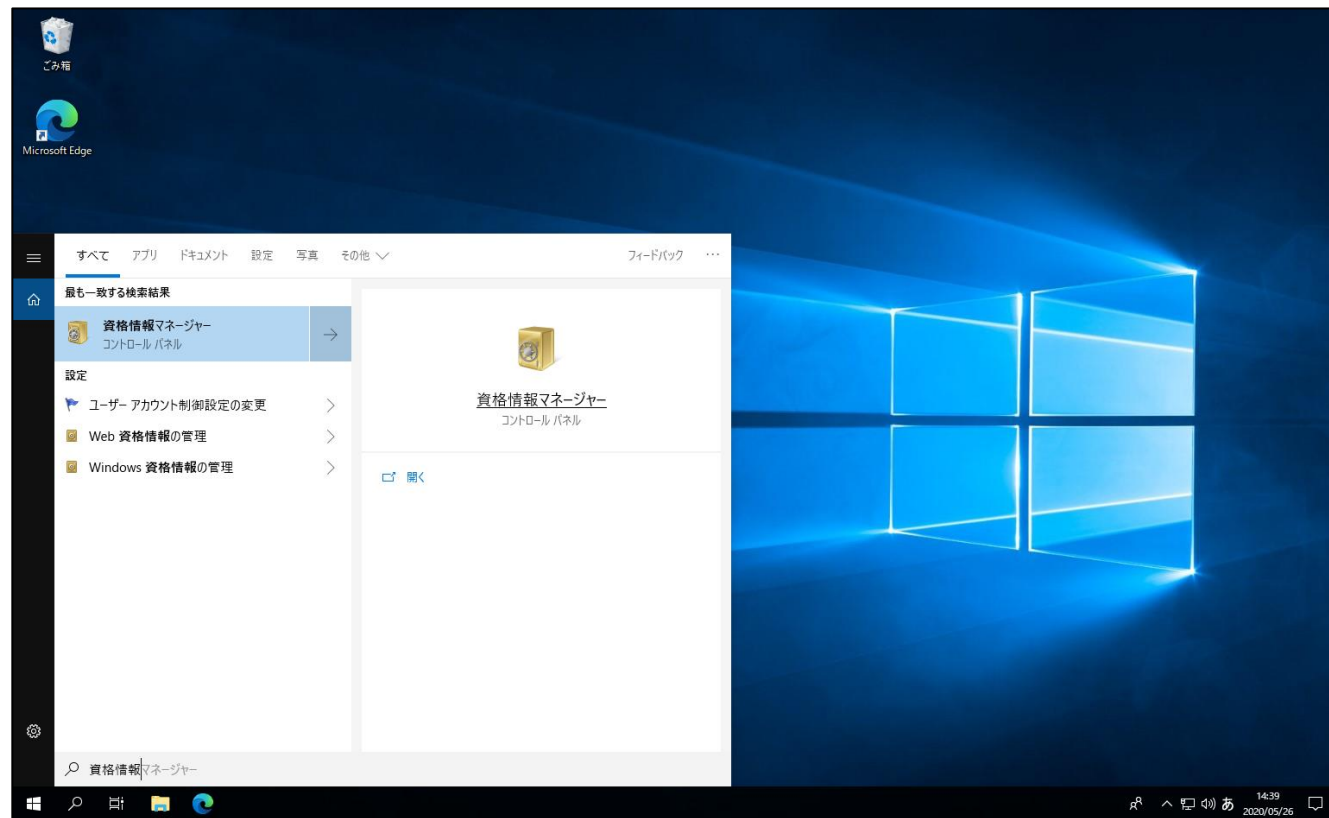 ごみ箱
Microsoft Edge
すべて アプリ ドキュメント 設定 写真 その他 フィードバック ...
最も一致する検索結果
資格情報マネージャー
コントロール パネル
設定
ユーザー アカウント制御設定の変更
Web 資格情報の管理
Windows 資格情報の管理
資格情報マネージャー
コントロール パネル
開く
資格情報マネージャー
あ
14:39
2020/05/26